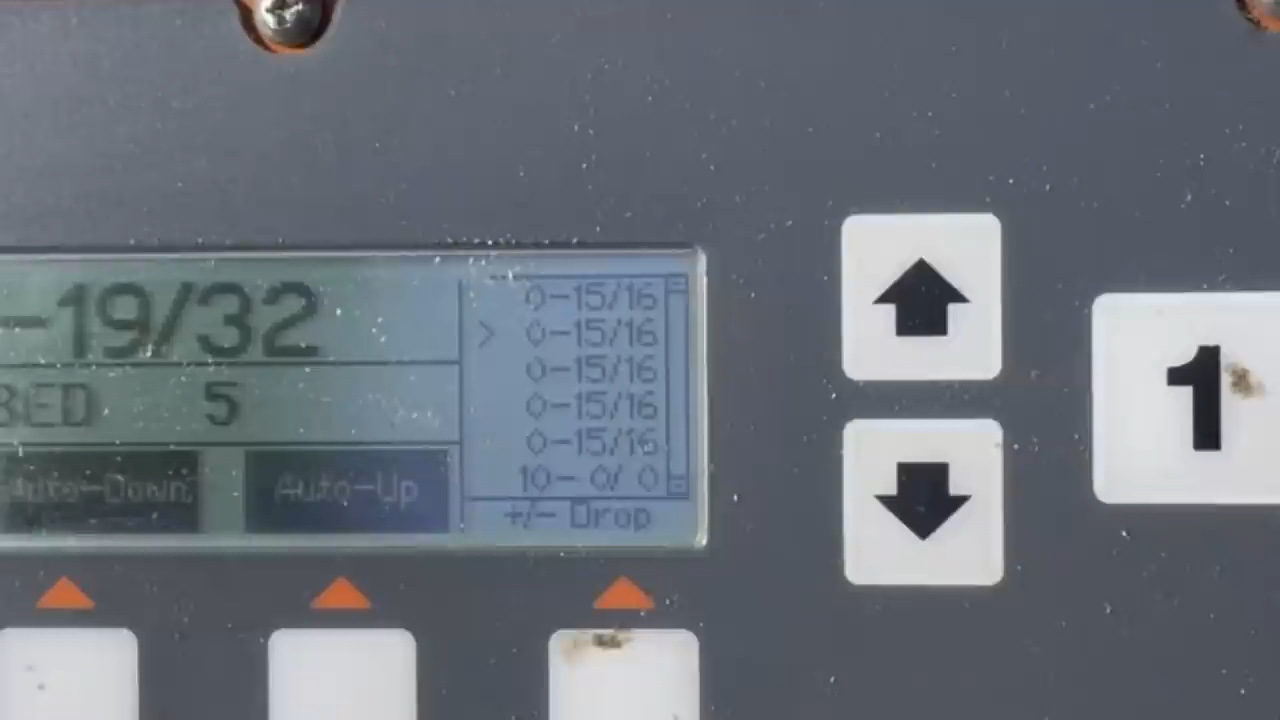 -19/32
BED 5
Auto-Down
Auto-Up
0-15/16
> 0-15/16
0-15/16
0-15/16
0-15/16
10- 0/ 0
+/- Drop
1